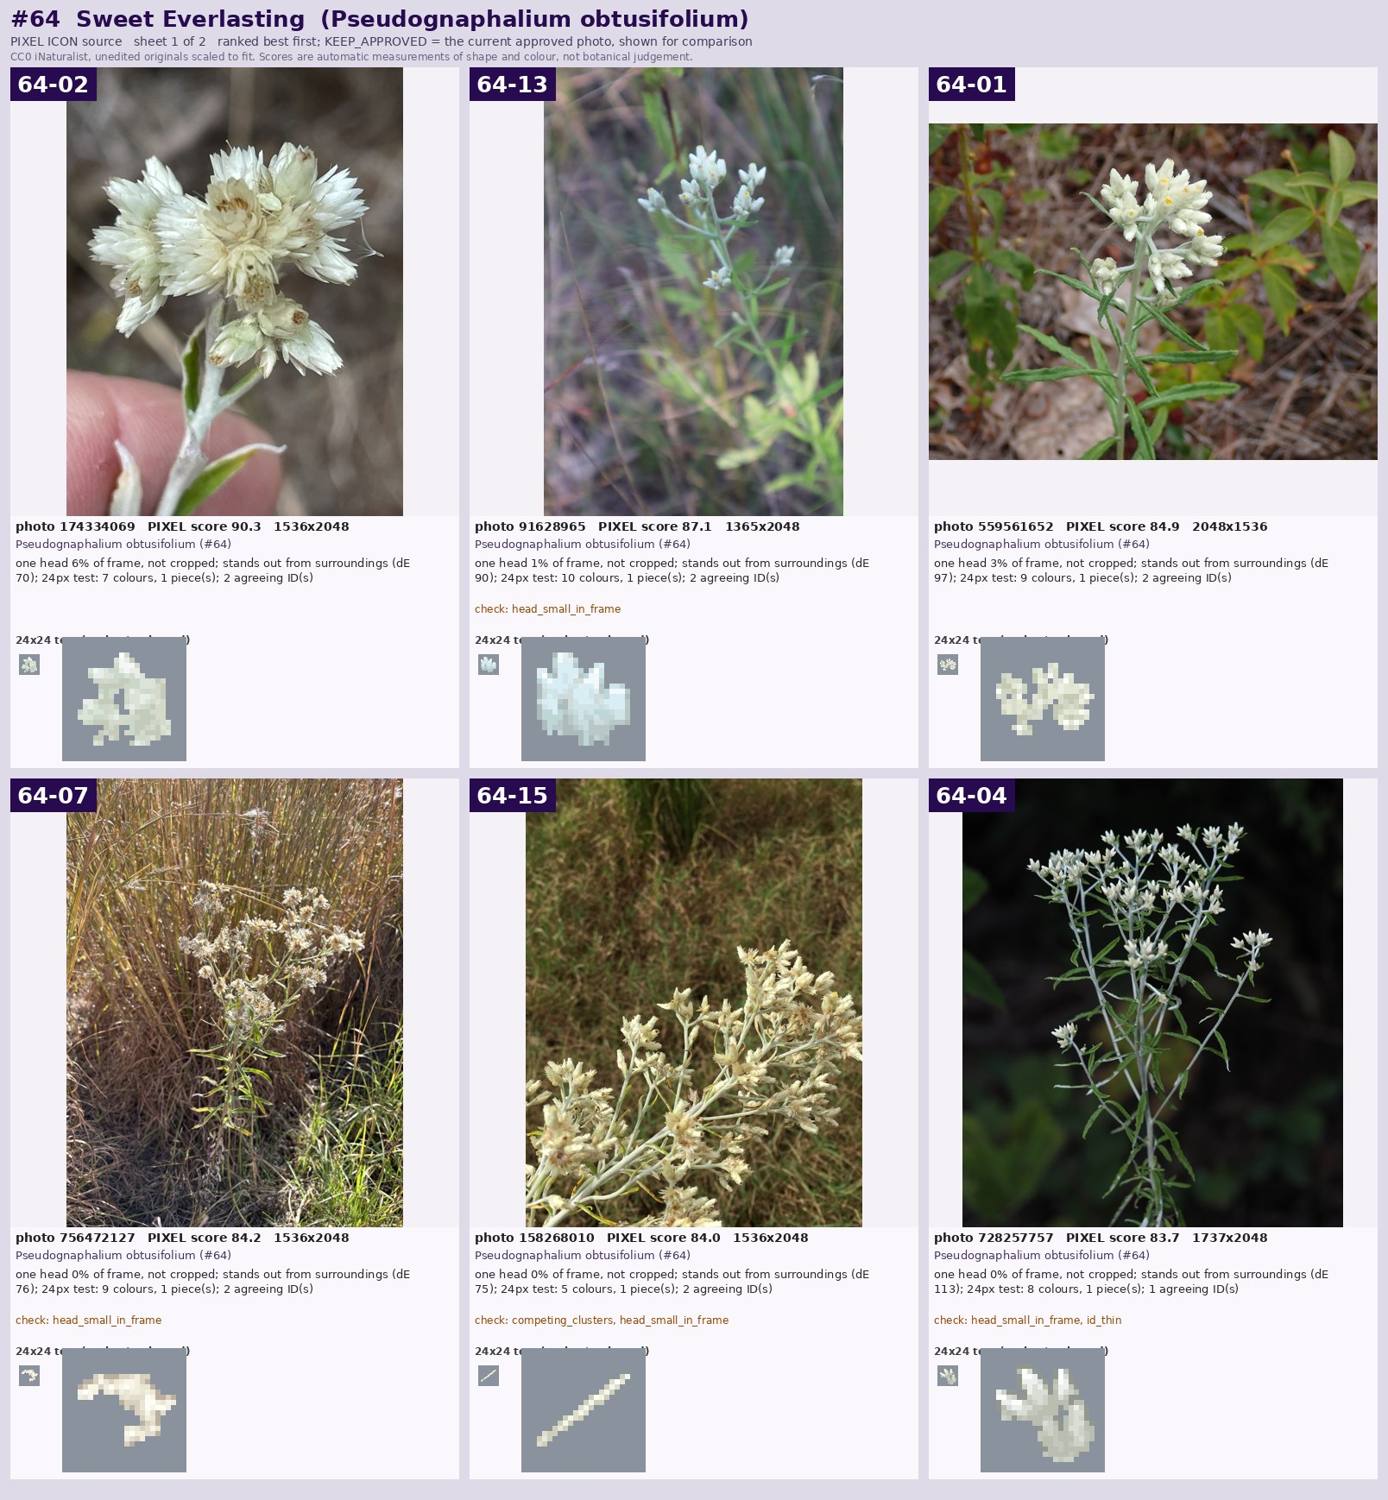 #64 Sweet Everlasting (Pseudognaphalium obtusifolium)
PIXEL ICON source sheet 1 of 2 ranked best first; KEEP_APPROVED = the current approved photo, shown for comparison
CC0 iNaturalist, unedited originals scaled to fit. Scores are automatic measurements of shape and colour, not botanical judgement.
64-02
photo 174334069 PIXEL score 90.3 1536x2048
Pseudognaphalium obtusifolium (#64)
one head 6% of frame, not cropped; stands out from surroundings (dE
70); 24px test: 7 colours, 1 piece(s); 2 agreeing ID(s)
24x24
64-13
photo 91628965 PIXEL score 87.1 1365x2048
Pseudognaphalium obtusifolium (#64)
one head 1% of frame, not cropped; stands out from surroundings (dE
90); 24px test: 10 colours, 1 piece(s); 2 agreeing ID(s)
check: head_small_in_frame
24x24
64-01
photo 559561652 PIXEL score 84.9 2048x1536
Pseudognaphalium obtusifolium (#64)
one head 3% of frame, not cropped; stands out from surroundings (dE
97); 24px test: 9 colours, 1 piece(s); 2 agreeing ID(s)
24x24
64-07
photo 756472127 PIXEL score 84.2 1536x2048
Pseudognaphalium obtusifolium (#64)
one head 0% of frame, not cropped; stands out from surroundings (dE
76); 24px test: 9 colours, 1 piece(s); 2 agreeing ID(s)
check: head_small_in_frame
24x24
64-15
photo 158268010 PIXEL score 84.0 1536x2048
Pseudognaphalium obtusifolium (#64)
one head 0% of frame, not cropped; stands out from surroundings (dE
75); 24px test: 5 colours, 1 piece(s); 2 agreeing ID(s)
check: competing_clusters, head_small_in_frame
24x24
64-04
photo 728257757 PIXEL score 83.7 1737x2048
Pseudognaphalium obtusifolium (#64)
one head 0% of frame, not cropped; stands out from surroundings (dE
113); 24px test: 8 colours, 1 piece(s); 1 agreeing ID(s)
check: head_small_in_frame, id_thin
24x24